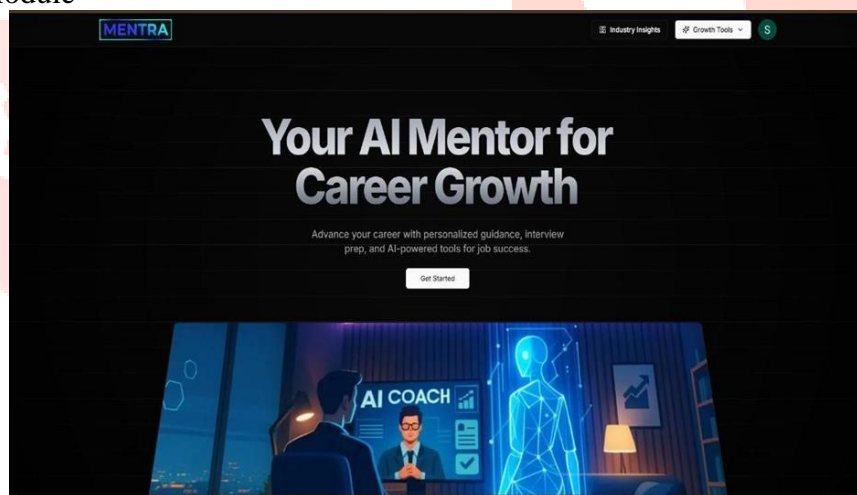 MENTRA
Industry Insights
Growth Tools
S
Your AI Mentor for
Career Growth
Advance your career with personalized guidance, interview
prep, and AI-powered tools for job success.
Get Started
AI COACH